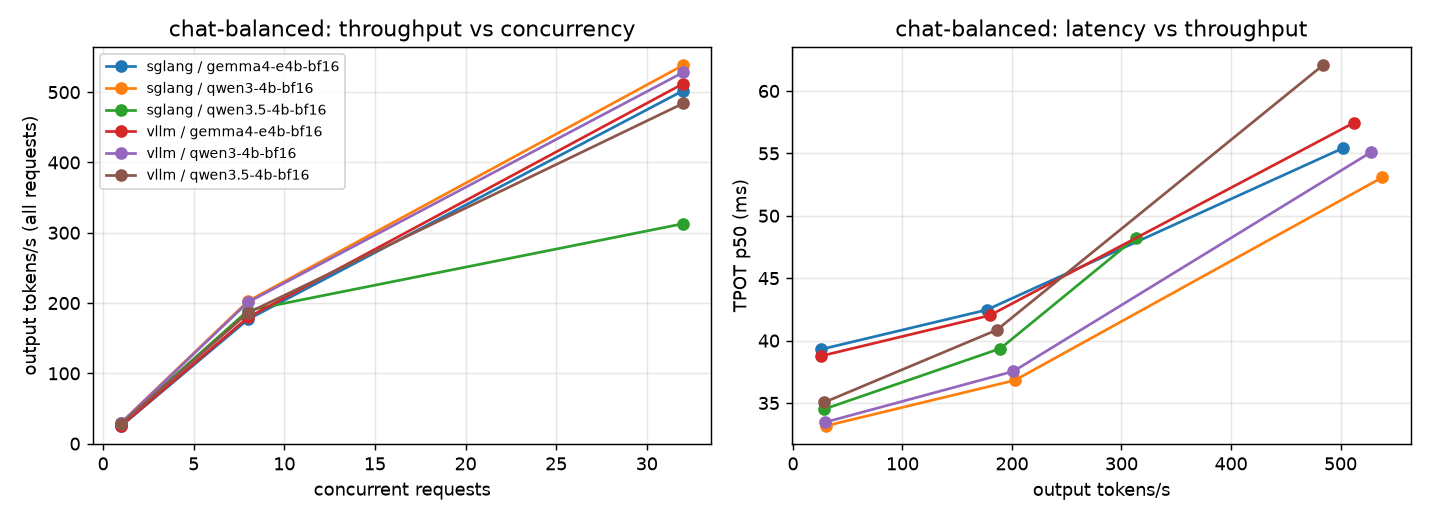 chat-balanced: throughput vs concurrency
output tokens/s (all requests)
500
400
300
200
100
0
sglang / gemma4-e4b-bf16
sglang / qwen3-4b-bf16
sglang / qwen3.5-4b-bf16
vllm / gemma4-e4b-bf16
vllm / qwen3-4b-bf16
vllm / qwen3.5-4b-bf16
0 5 10 15 20 25 30
concurrent requests
chat-balanced: latency vs throughput
TPOT p50 (ms)
60
55
50
45
40
35
0 100 200 300 400 500
output tokens/s